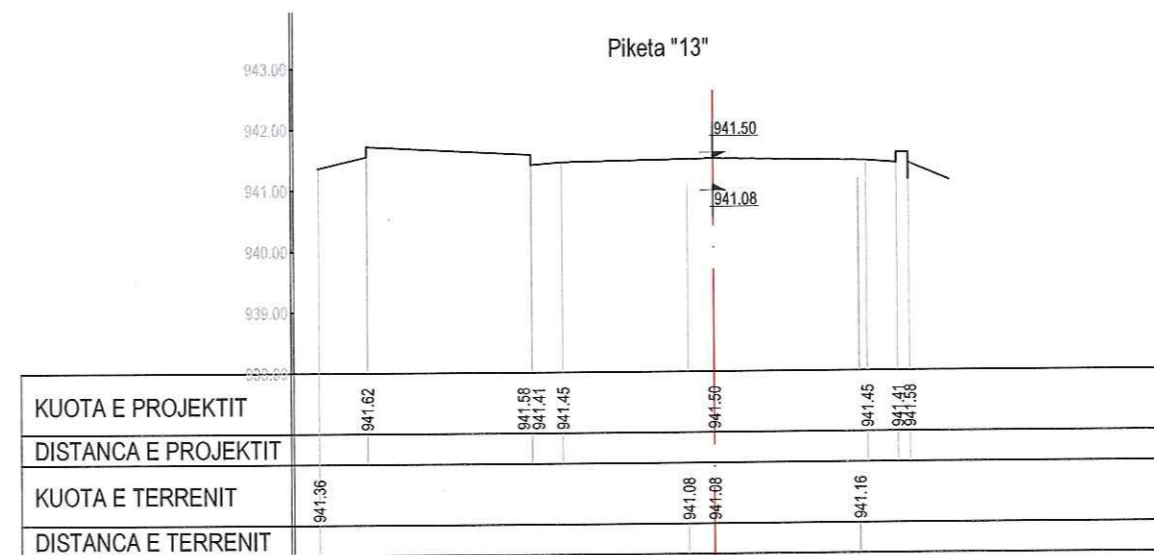 Piketa "13"
943.00
942.00
941.50
941.00
941.08
940.00
939.00
938.00
KUOTA E PROJEKTIT 941.62 941.58 941.41 941.45 941.50 941.45 941.41 941.58
DISTANCA E PROJEKTIT
KUOTA E TERRENIT 941.36 941.08 941.08 941.16
DISTANCA E TERRENIT